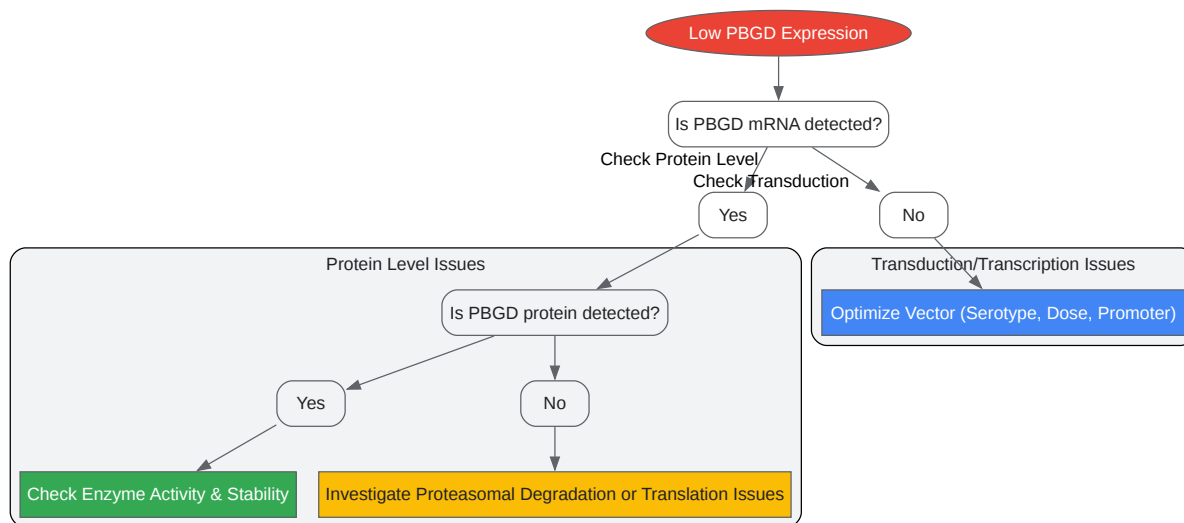 Low PBGD Expression
Is PBGD mRNA detected?
Check Protein Level
Check Transduction
Yes
No
Protein Level Issues
Transduction/Transcription Issues
Is PBGD protein detected?
Optimize Vector (Serotype, Dose, Promoter)
Yes
No
Check Enzyme Activity & Stability
Investigate Proteasomal Degradation or Translation Issues